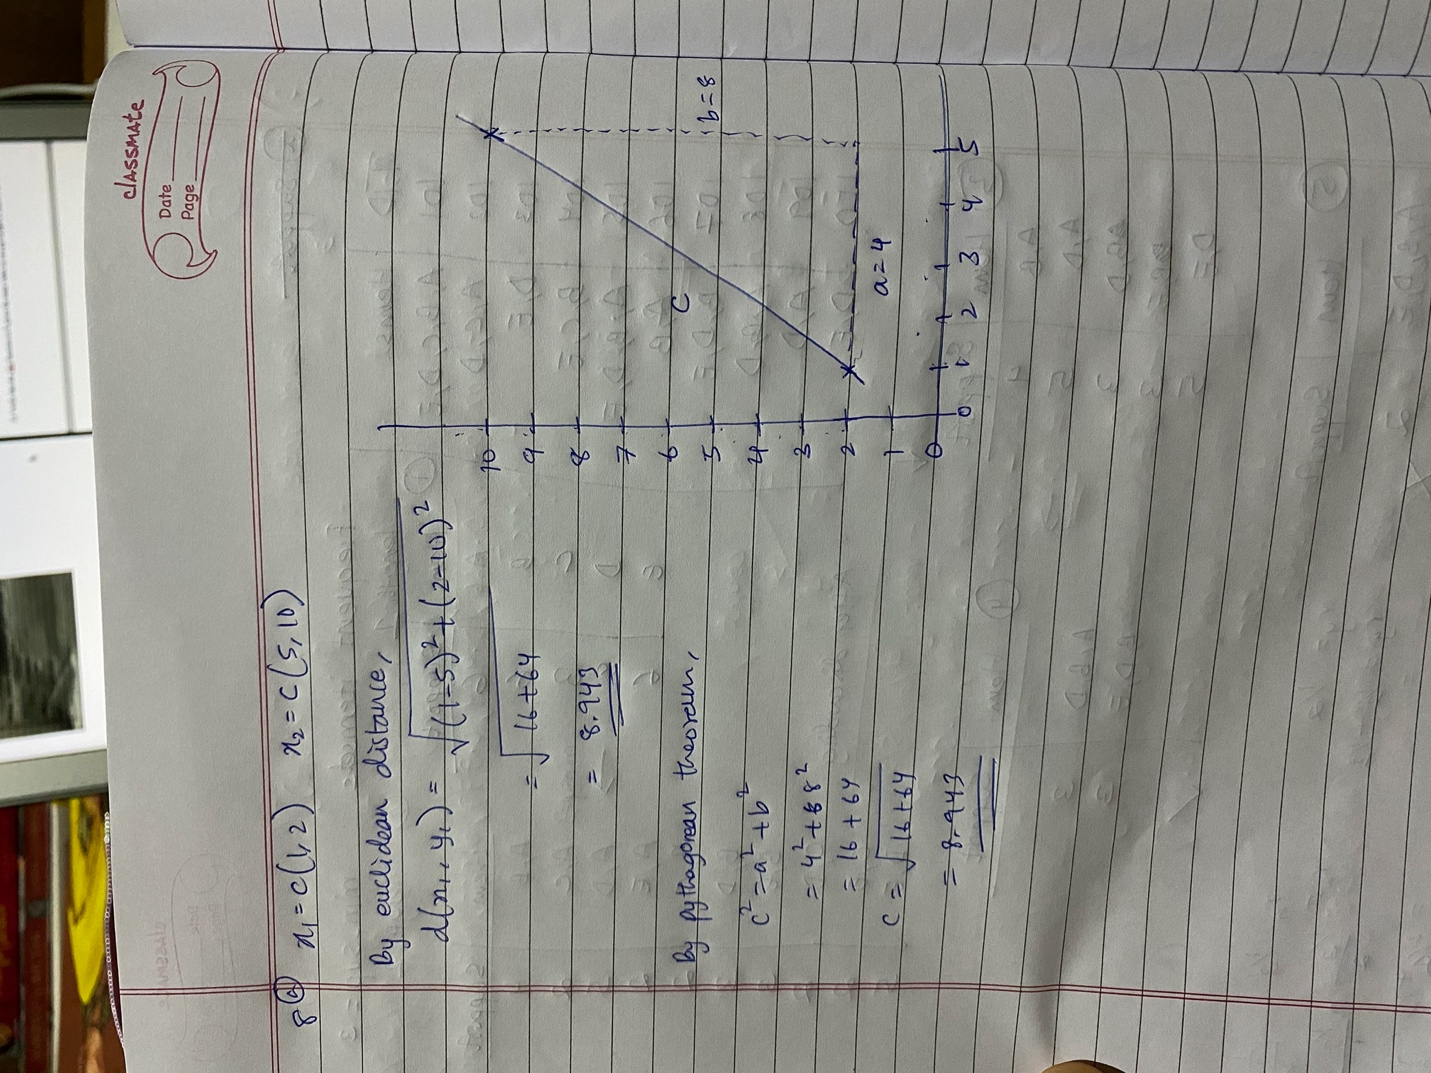 classmate
Date
Page
8 a) x₁ = C(1, 2) x₂ = C(5, 10)
By euclidean distance,
d(x₁, y₁) = √(1-5)² + (2-10)²
= √16+64
= 8.943
By pythagorean theoream,
c² = a² + b²
= 4² + 8²
= 16 + 64
c = √16+64
= 8.943
10
9
8
7
6
5
4
3
2
1
0
0 1 2 3 4 5
c
a = 4
b = 8